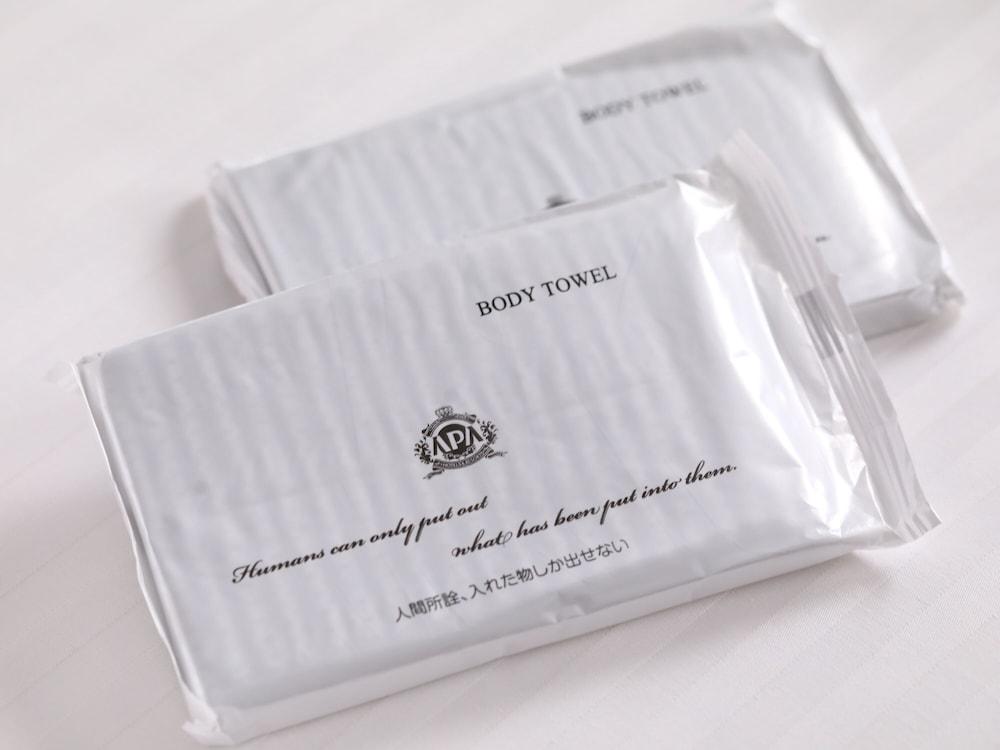 BODY TOWEL
BODY TOWEL
APA
Humans can only put out
what has been put into them.
人間所詮、入れた物しか出せない